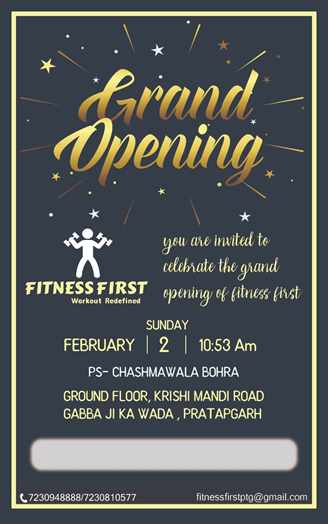 Grand
Opening
you are invited to
celebrate the grand
opening of fitness first
FITNESS FIRST
Workout Redefined
SUNDAY
FEBRUARY | 2 | 10:53 Am
PS- CHASHMAWALA BOHRA
GROUND FLOOR, KRISHI MANDI ROAD
GABBA JI KA WADA , PRATAPGARH
7230948888/7230810577
fitnessfirstptg@gmail.com